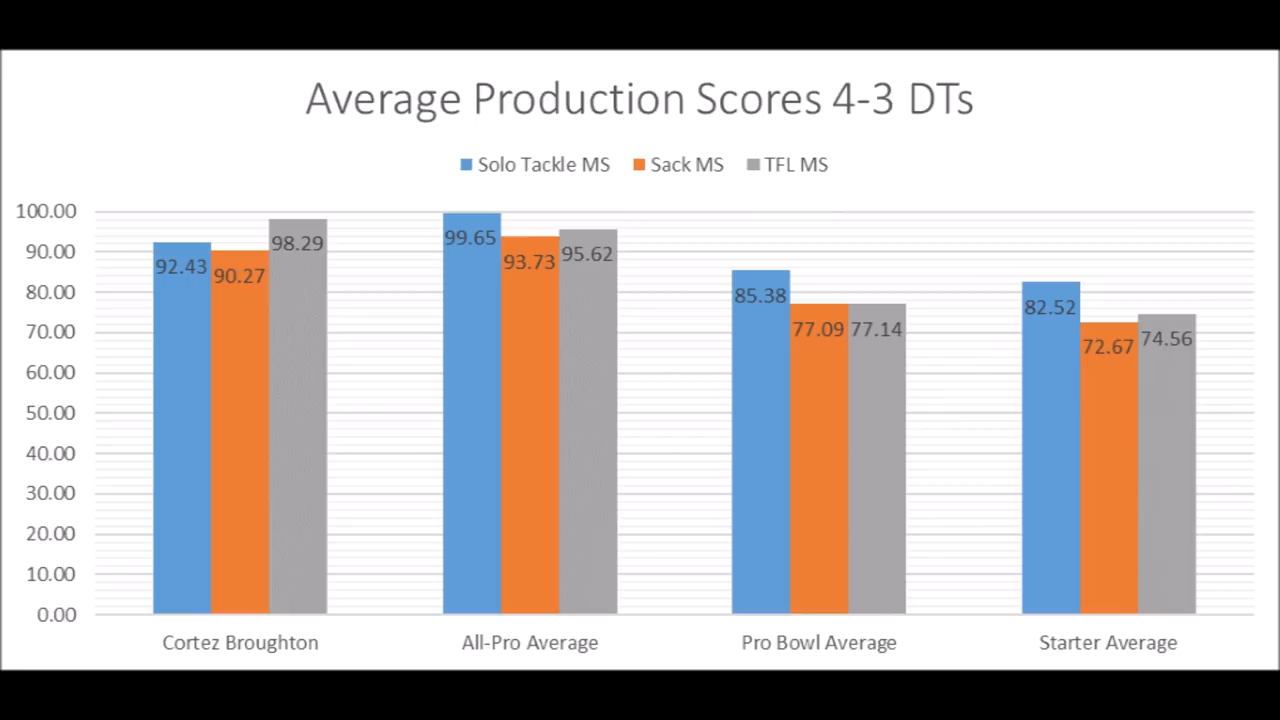 Average Production Scores 4-3 DTs
Solo Tackle MS Sack MS TFL MS
100.00
90.00
80.00
70.00
60.00
50.00
40.00
30.00
20.00
10.00
0.00
92.43 90.27 98.29
99.65 93.73 95.62
85.38 77.09 77.14
82.52 72.67 74.56
Cortez Broughton All-Pro Average Pro Bowl Average Starter Average